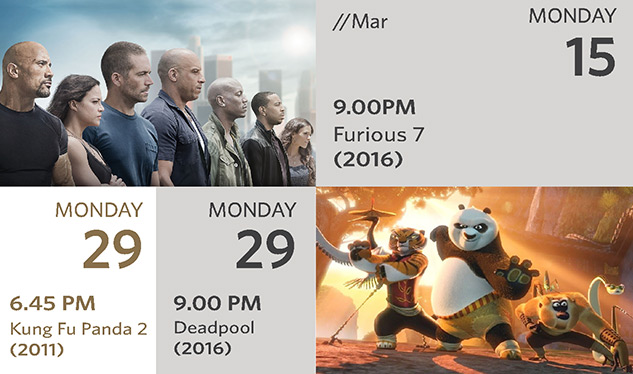 //Mar
MONDAY
15
9.00PM
Furious 7
(2016)
MONDAY
29
6.45 PM
Kung Fu Panda 2
(2011)
MONDAY
29
9.00 PM
Deadpool
(2016)